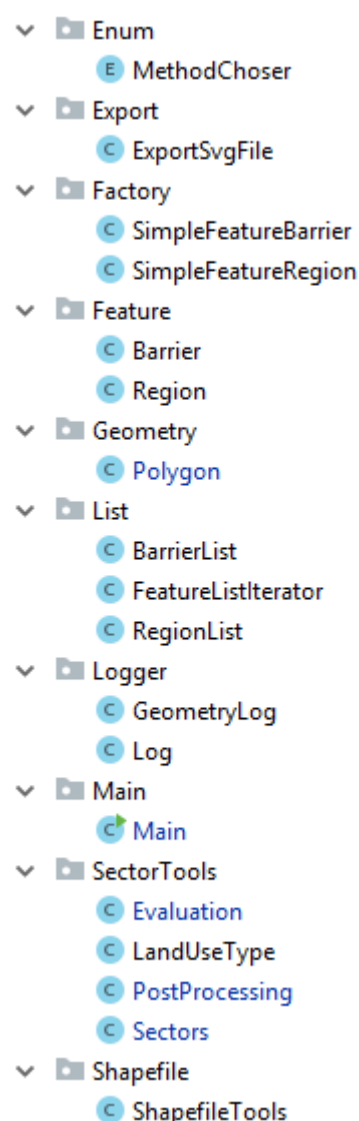 Enum
E MethodChoser
Export
C ExportSvgFile
Factory
C SimpleFeatureBarrier
C SimpleFeatureRegion
Feature
C Barrier
C Region
Geometry
C Polygon
List
C BarrierList
C FeatureListIterator
C RegionList
Logger
C GeometryLog
C Log
Main
C Main
SectorTools
C Evaluation
C LandUseType
C PostProcessing
C Sectors
Shapefile
C ShapefileTools